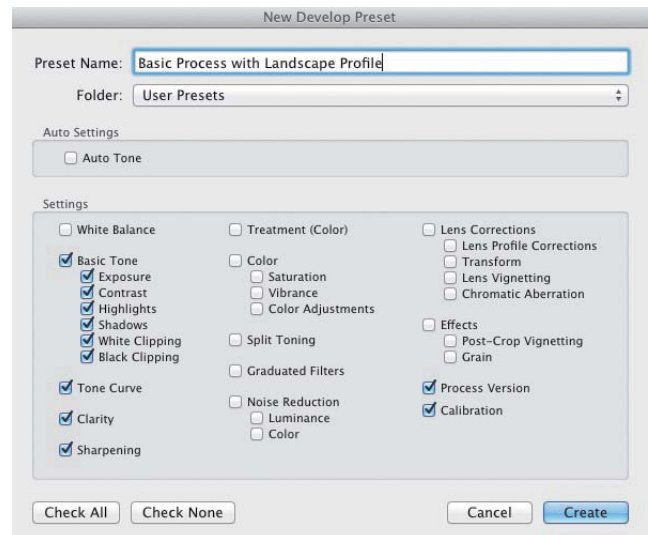 New Develop Preset
Preset Name: Basic Process with Landscape Profile
Folder: User Presets
Auto Settings
Auto Tone
Settings
White Balance
Basic Tone
Exposure
Contrast
Highlights
Shadows
White Clipping
Black Clipping
Tone Curve
Clarity
Sharpening
Treatment (Color)
Color
Saturation
Vibrance
Color Adjustments
Split Toning
Graduated Filters
Noise Reduction
Luminance
Color
Lens Corrections
Lens Profile Corrections
Transform
Lens Vignetting
Chromatic Aberration
Effects
Post-Crop Vignetting
Grain
Process Version
Calibration
Check All Check None Cancel Create